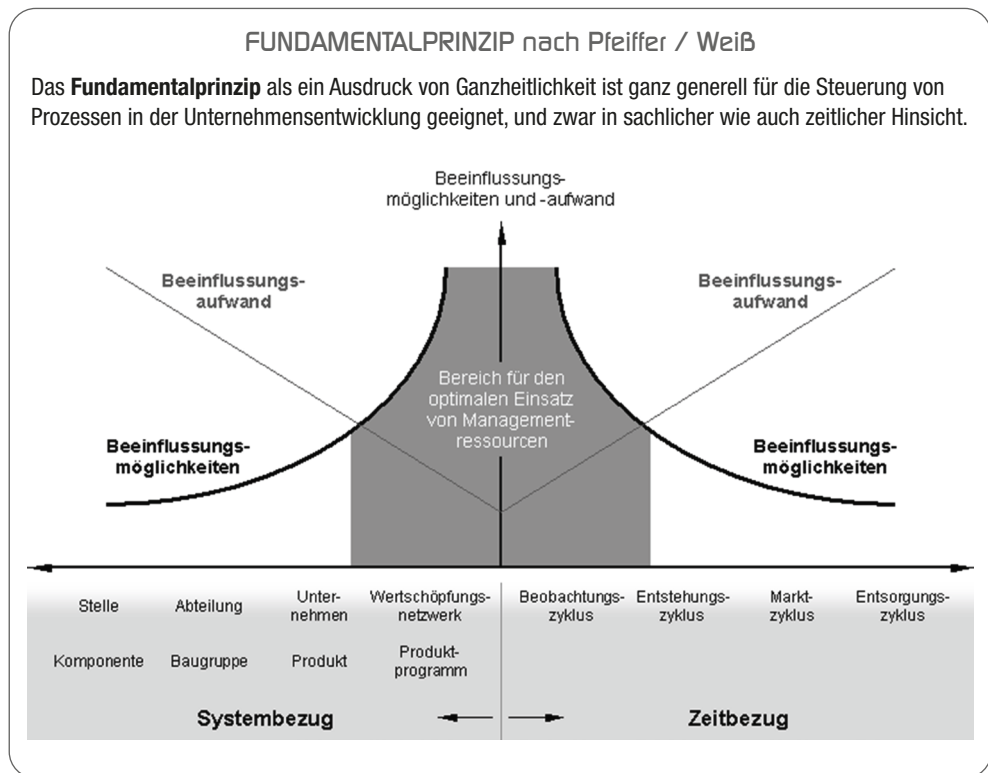 FUNDAMENTALPRINZIP nach Pfeiffer / Weiß
Das Fundamentalprinzip als ein Ausdruck von Ganzheitlichkeit ist ganz generell für die Steuerung von
Prozessen in der Unternehmensentwicklung geeignet, und zwar in sachlicher wie auch zeitlicher Hinsicht.
Beeinflussungs-
möglichkeiten und -aufwand
Beeinflussungs-
aufwand
Beeinflussungs-
aufwand
Bereich für den
optimalen Einsatz
von Management-
ressourcen
Beeinflussungs-
möglichkeiten
Beeinflussungs-
möglichkeiten
Stelle
Abteilung
Unter-
nehmen
Wertschöpfungs-
netzwerk
Beobachtungs-
zyklus
Entstehungs-
zyklus
Markt-
zyklus
Entsorgungs-
zyklus
Komponente
Baugruppe
Produkt
Produkt-
programm
Systembezug
Zeitbezug